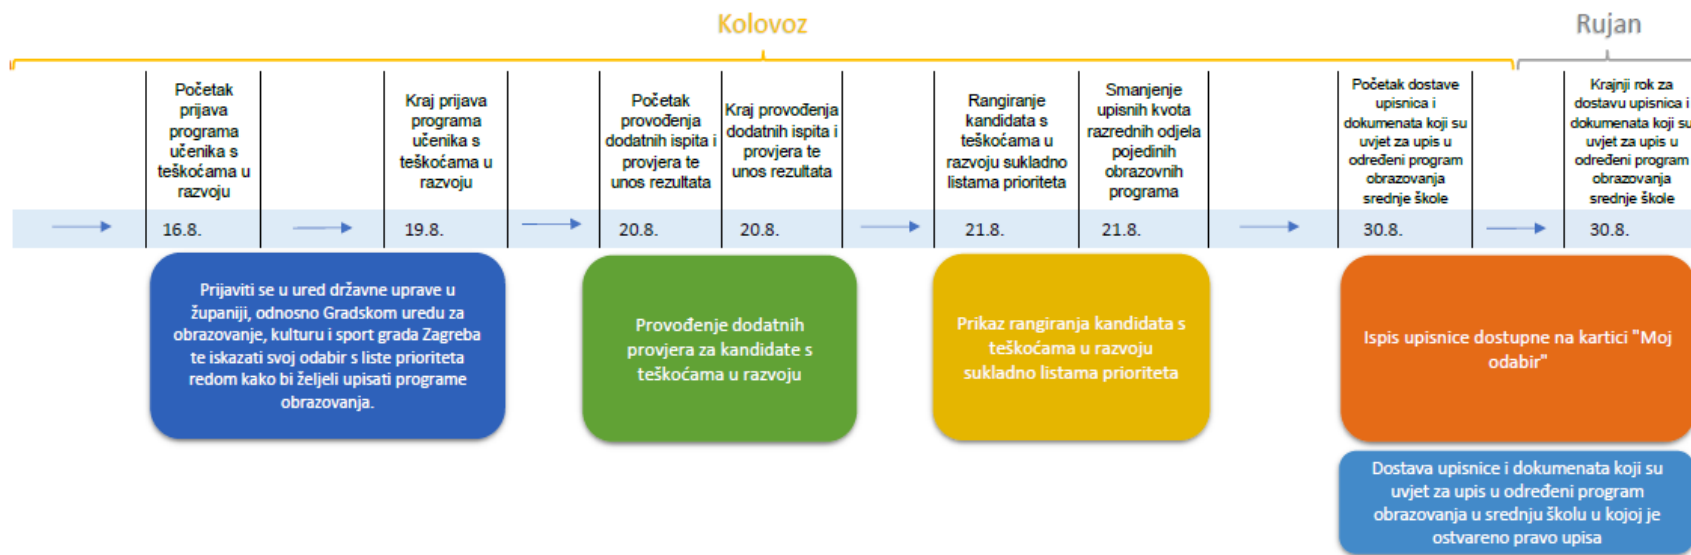 Kolovoz
Rujan
Početak
prijava
programa
učenika s
teškoćama u
razvoju
Kraj prijava
programa
učenika s
teškoćama u
razvoju
Početak
provođenja
dodatnih ispita i
provjera te
unos rezultata
Kraj provođenja
dodatnih ispita i
provjera te
unos rezultata
Rangiranje
kandidata s
teškoćama u
razvoju sukladno
listama prioriteta
Smanjenje
upisnih kvota
razrednih odjela
pojedinih
obrazovnih
programa
Početak dostave
upisnica i
dokumenata koji su
uvjet za upis u
određeni program
obrazovanja
srednje škole
Krajnji rok za
dostavu upisnica i
dokumenata koji su
uvjet za upis u
određeni program
obrazovanja
srednje škole
16.8.
19.8.
20.8.
20.8.
21.8.
21.8.
30.8.
30.8.
Prijaviti se u ured državne uprave u
županiji, odnosno Gradskom uredu za
obrazovanje, kulturu i sport grada Zagreba
te iskazati svoj odabir s liste prioriteta
redom kako bi željeli upisati programe
obrazovanja.
Provođenje dodatnih
provjera za kandidate s
teškoćama u razvoju
Prikaz rangiranja kandidata s
teškoćama u razvoju
sukladno listama prioriteta
Ispis upisnice dostupne na kartici "Moj
odabir"
Dostava upisnice i dokumenata koji su
uvjet za upis u određeni program
obrazovanja u srednju školu u kojoj je
ostvareno pravo upisa